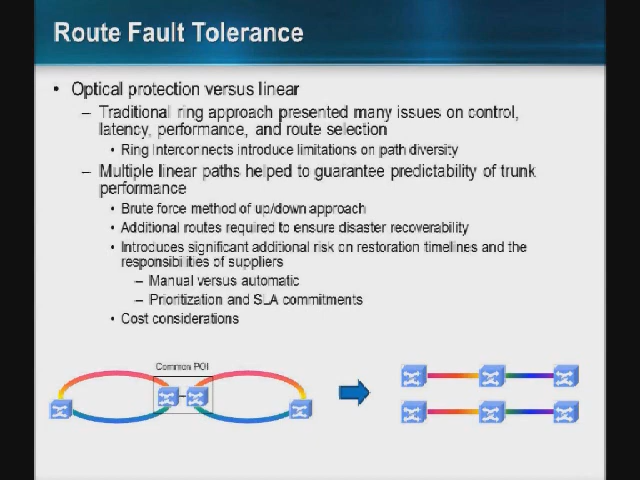 Route Fault Tolerance
• Optical protection versus linear
– Traditional ring approach presented many issues on control,
latency, performance, and route selection
• Ring Interconnects introduce limitations on path diversity
– Multiple linear paths helped to guarantee predictability of trunk
performance
• Brute force method of up/down approach
• Additional routes required to ensure disaster recoverability
• Introduces significant additional risk on restoration timelines and the
responsibilities of suppliers
– Manual versus automatic
– Prioritization and SLA commitments
• Cost considerations
Common POI